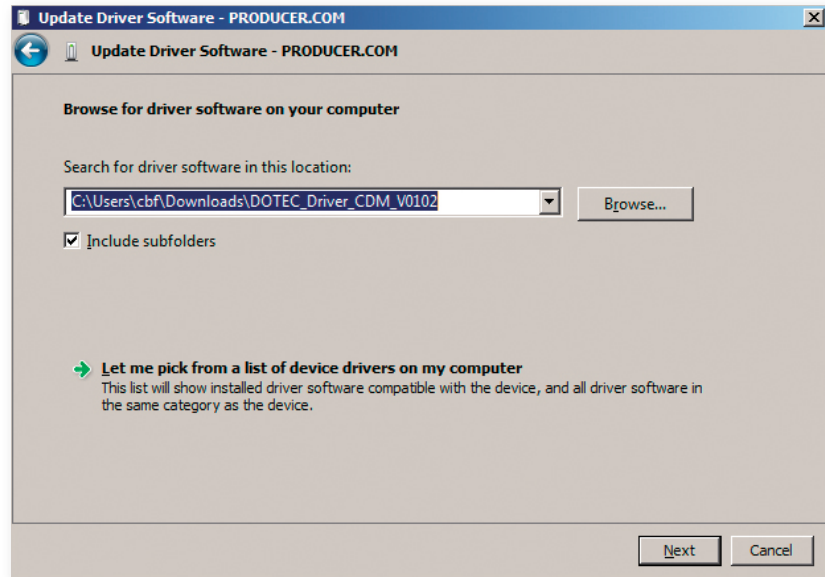 Update Driver Software - PRODUCER.COM
Update Driver Software - PRODUCER.COM
Browse for driver software on your computer
Search for driver software in this location:
C:\Users\cbf\Downloads\DOTEC_Driver_CDM_V0102
Browse...
Include subfolders
Let me pick from a list of device drivers on my computer
This list will show installed driver software compatible with the device, and all driver software in
the same category as the device.
Next
Cancel